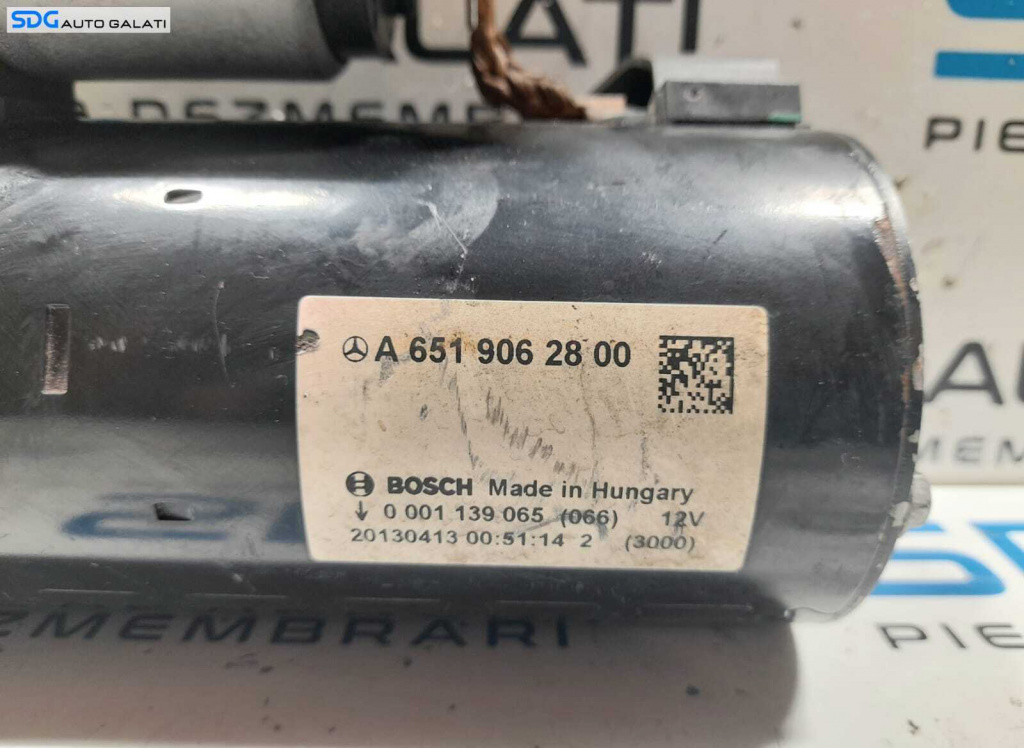 SDG AUTO GALATI
DEZMEMBRARI
PIE
A 651 906 28 00
BOSCH Made in Hungary
0 001 139 065 (066) 12V
20130413 00:51:14 2 (3000)
PIE